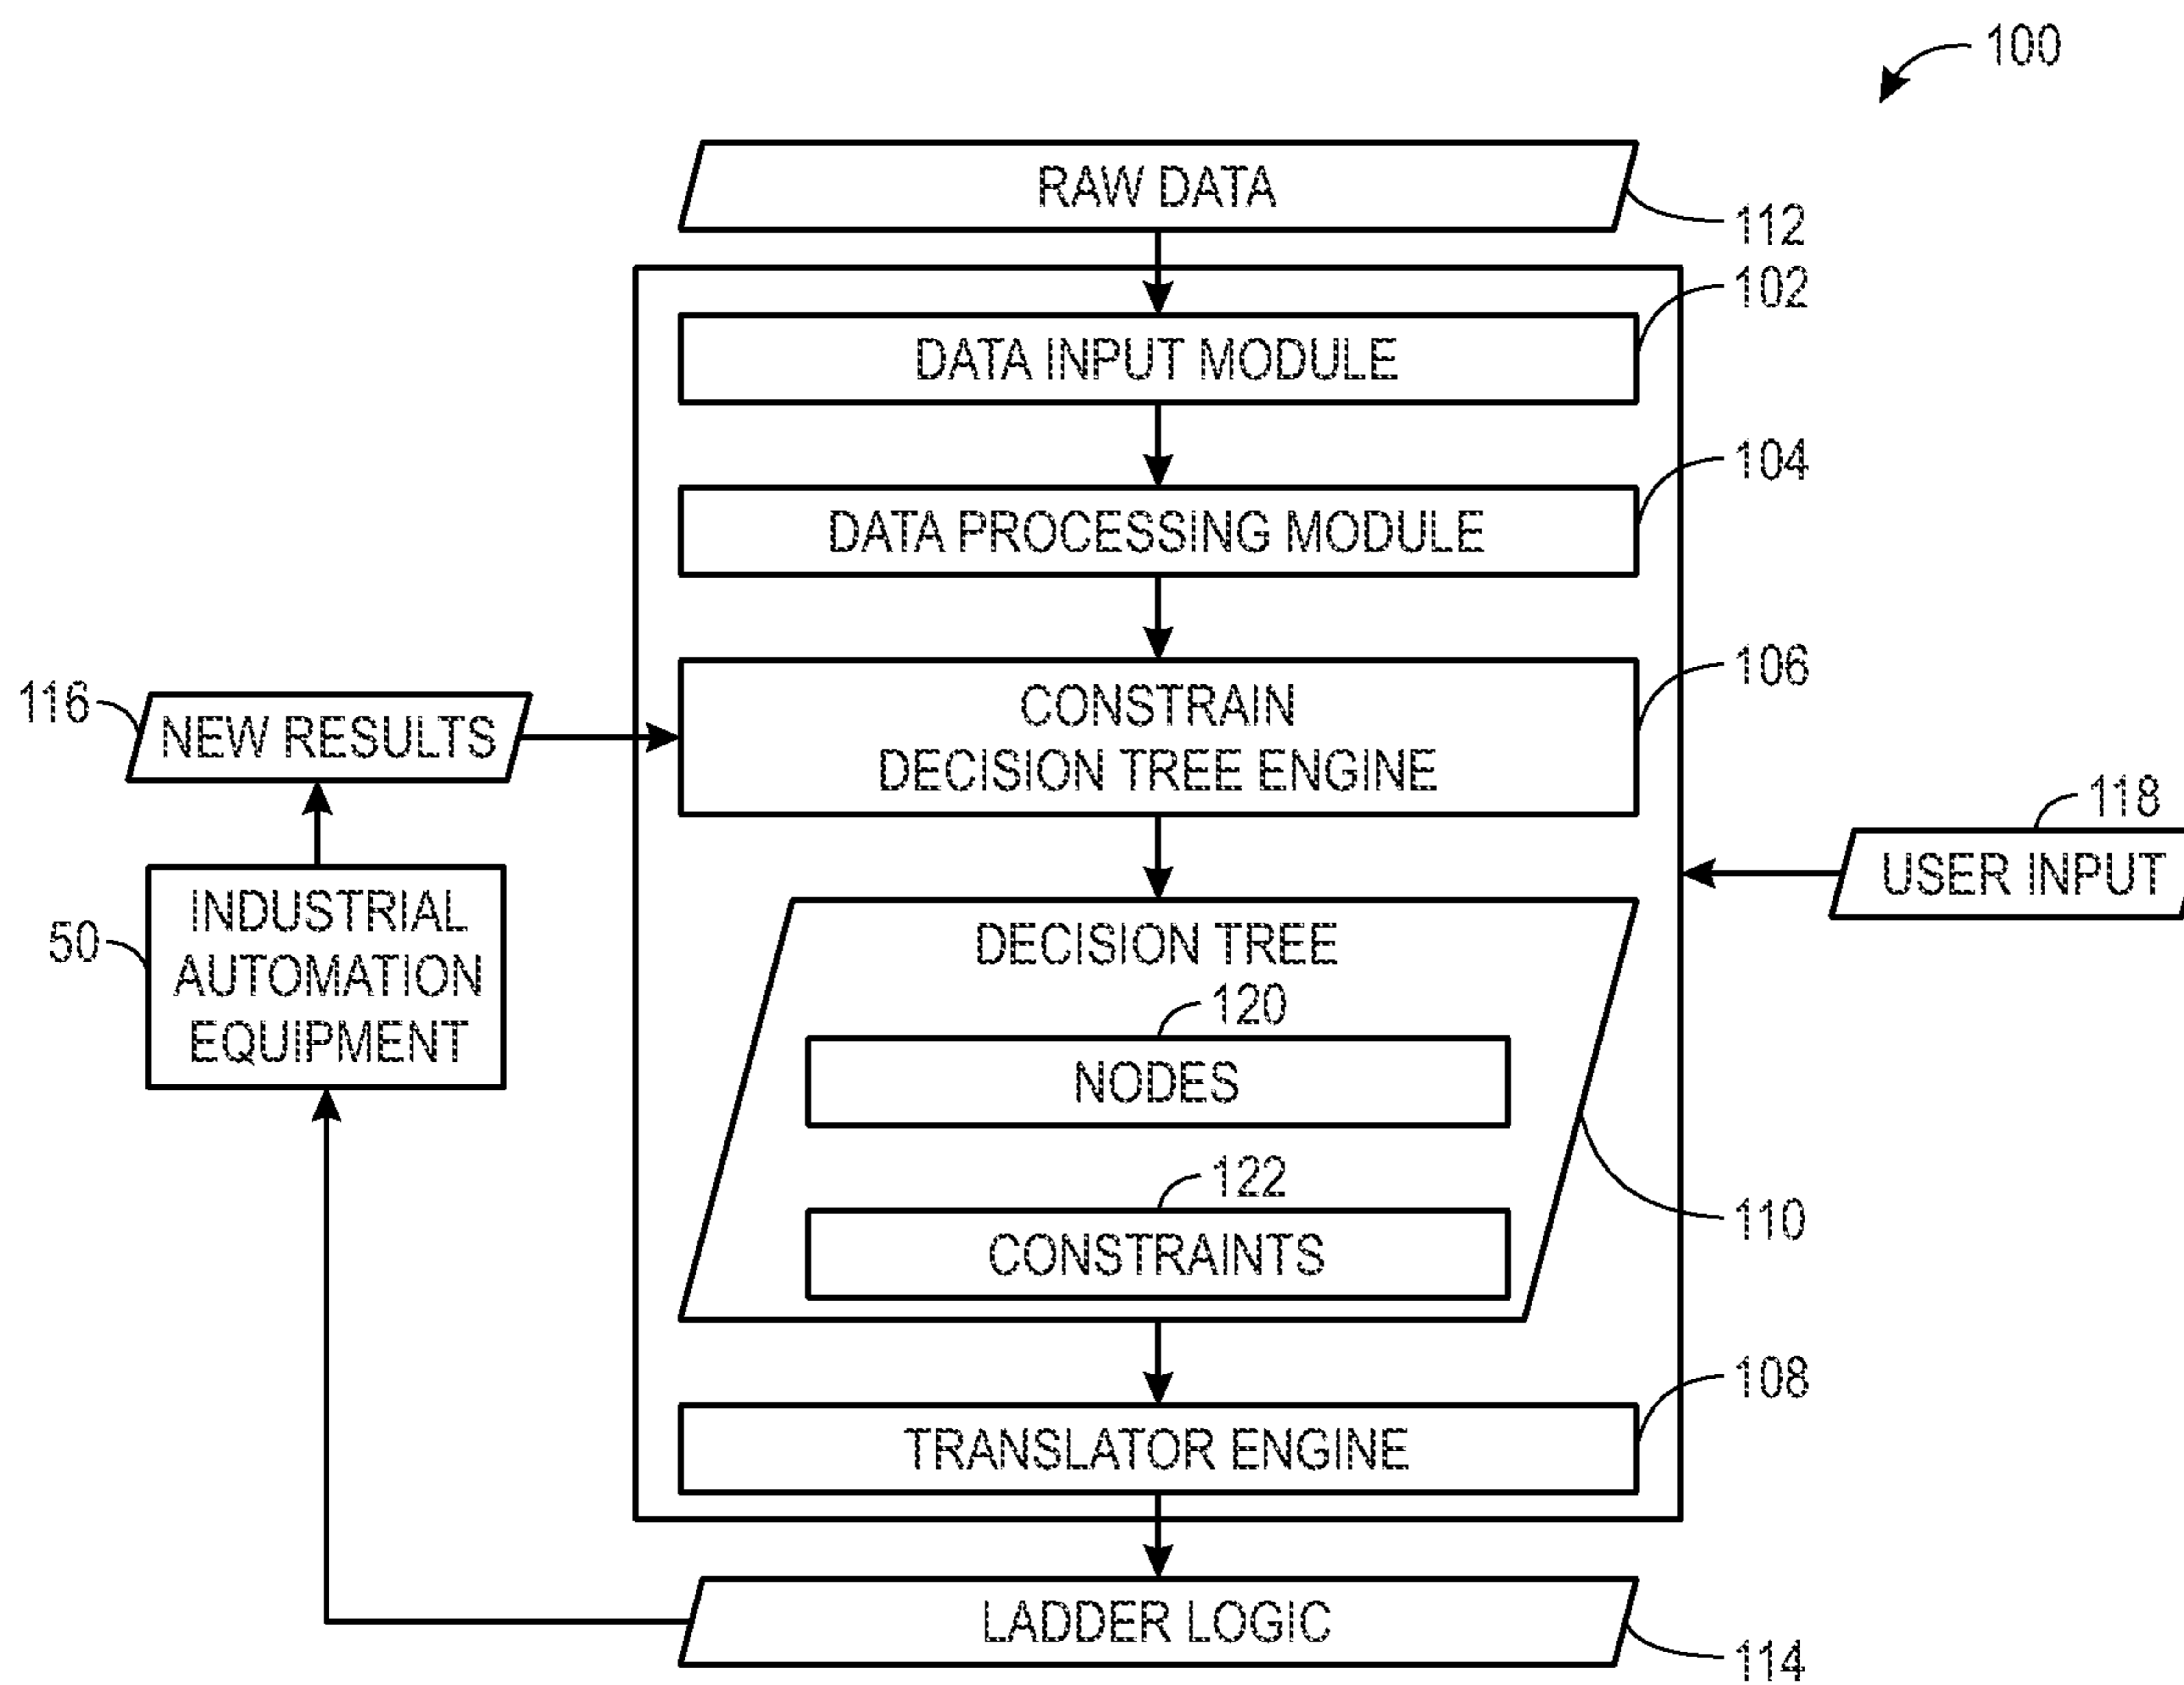 100
RAW DATA
112
102
DATA INPUT MODULE
104
DATA PROCESSING MODULE
106
CONSTRAIN
DECISION TREE ENGINE
116
NEW RESULTS
118
USER INPUT
50
INDUSTRIAL
AUTOMATION
EQUIPMENT
DECISION TREE
120
NODES
122
CONSTRAINTS
110
108
TRANSLATOR ENGINE
LADDER LOGIC
114